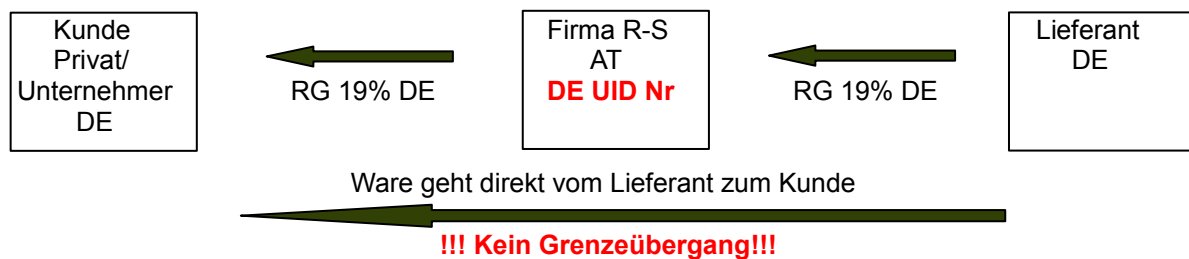 Kunde
Privat/
Unternehmer
DE
RG 19% DE
Firma R-S
AT
DE UID Nr
RG 19% DE
Lieferant
DE
Ware geht direkt vom Lieferant zum Kunde
!!! Kein Grenzeübergang!!!